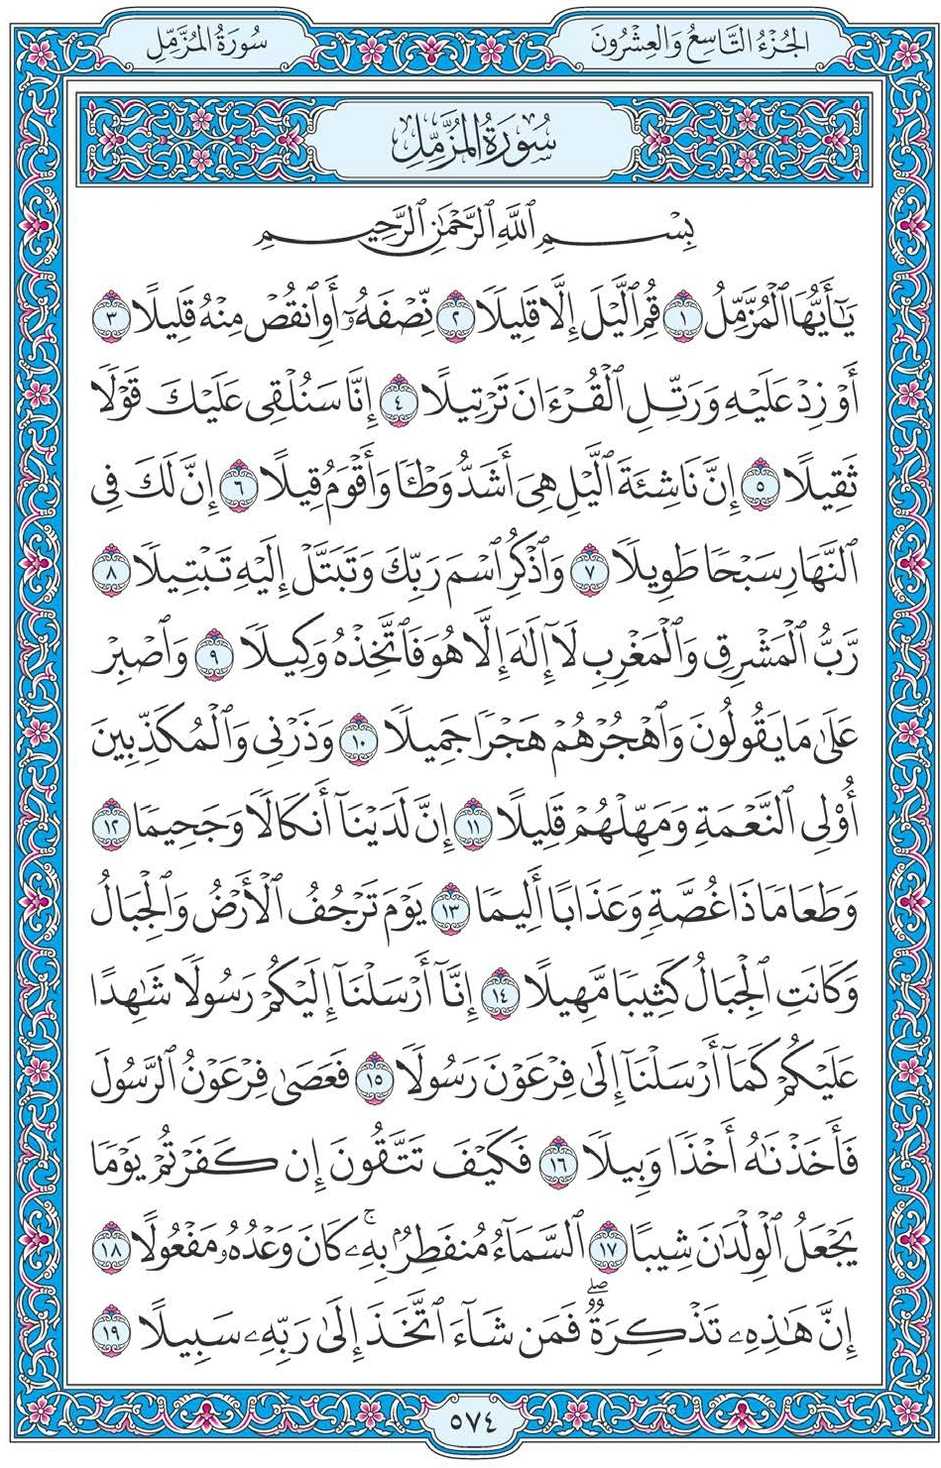 الجُزْءُ التَّاسِعُ وَالعِشْرُونَ
سُورَةُ المُزَّمِّلِ
سُورَةُ المُزَّمِّلِ
بِسْمِ ٱللَّهِ ٱلرَّحْمَٰنِ ٱلرَّحِيمِ
يَٰٓأَيُّهَا ٱلْمُزَّمِّلُ ١ قُمِ ٱلَّيْلَ إِلَّا قَلِيلًا ٢ نِّصْفَهُۥٓ أَوِ ٱنقُصْ مِنْهُ قَلِيلًا ٣
أَوْ زِدْ عَلَيْهِ وَرَتِّلِ ٱلْقُرْءَانَ تَرْتِيلًا ٤ إِنَّا سَنُلْقِى عَلَيْكَ قَوْلًا
ثَقِيلًا ٥ إِنَّ نَاشِئَةَ ٱلَّيْلِ هِىَ أَشَدُّ وَطْـًٔا وَأَقْوَمُ قِيلًا ٦ إِنَّ لَكَ فِى
ٱلنَّهَارِ سَبْحًا طَوِيلًا ٧ وَٱذْكُرِ ٱسْمَ رَبِّكَ وَتَبَتَّلْ إِلَيْهِ تَبْتِيلًا ٨
رَّبُّ ٱلْمَشْرِقِ وَٱلْمَغْرِبِ لَآ إِلَٰهَ إِلَّا هُوَ فَٱتَّخِذْهُ وَكِيلًا ٩ وَٱصْبِرْ
عَلَىٰ مَا يَقُولُونَ وَٱهْجُرْهُمْ هَجْرًا جَمِيلًا ١٠ وَذَرْنِى وَٱلْمُكَذِّبِينَ
أُو۟لِى ٱلنَّعْمَةِ وَمَهِّلْهُمْ قَلِيلًا ١١ إِنَّ لَدَيْنَآ أَنكَالًا وَجَحِيمًا ١٢
وَطَعَامًا ذَا غُصَّةٍ وَعَذَابًا أَلِيمًا ١٣ يَوْمَ تَرْجُفُ ٱلْأَرْضُ وَٱلْجِبَالُ
وَكَانَتِ ٱلْجِبَالُ كَثِيبًا مَّهِيلًا ١٤ إِنَّآ أَرْسَلْنَآ إِلَيْكُمْ رَسُولًا شَٰهِدًا
عَلَيْكُمْ كَمَآ أَرْسَلْنَآ إِلَىٰ فِرْعَوْنَ رَسُولًا ١٥ فَعَصَىٰ فِرْعَوْنُ ٱلرَّسُولَ
فَأَخَذْنَٰهُ أَخْذًا وَبِيلًا ١٦ فَكَيْفَ تَتَّقُونَ إِن كَفَرْتُمْ يَوْمًا
يَجْعَلُ ٱلْوِلْدَٰنَ شِيبًا ١٧ ٱلسَّمَآءُ مُنفَطِرٌۢ بِهِۦ ۚ كَانَ وَعْدُهُۥ مَفْعُولًا ١٨
إِنَّ هَٰذِهِۦ تَذْكِرَةٌ ۖ فَمَن شَآءَ ٱتَّخَذَ إِلَىٰ رَبِّهِۦ سَبِيلًا ١٩
٥٧٤